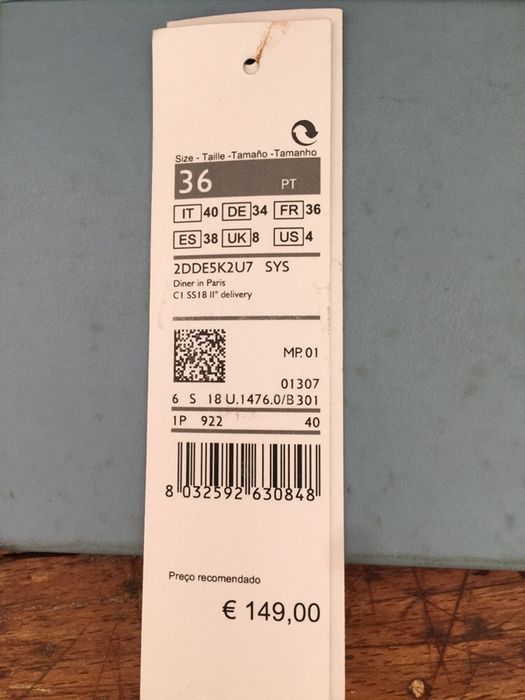 Size - Taille -Tamaño -Tamanho
36 PT
IT 40 DE 34 FR 36
ES 38 UK 8 US 4
2DDE5K2U7 SYS
Diner in Paris
C1 SS18 II° delivery
MP. 01
01307
6 S 18 U.1476.0/B301
1P 922 40
8 032592 630848
Preço recomendado
€ 149,00